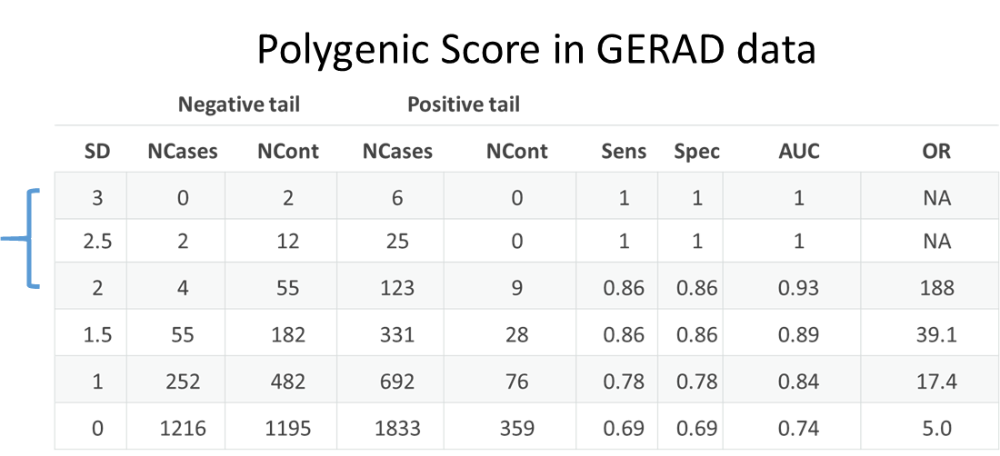 Polygenic Score in GERAD data
Negative tail Positive tail
SD NCases NCont NCases NCont Sens Spec AUC OR
3 0 2 6 0 1 1 1 NA
2.5 2 12 25 0 1 1 1 NA
2 4 55 123 9 0.86 0.86 0.93 188
1.5 55 182 331 28 0.86 0.86 0.89 39.1
1 252 482 692 76 0.78 0.78 0.84 17.4
0 1216 1195 1833 359 0.69 0.69 0.74 5.0